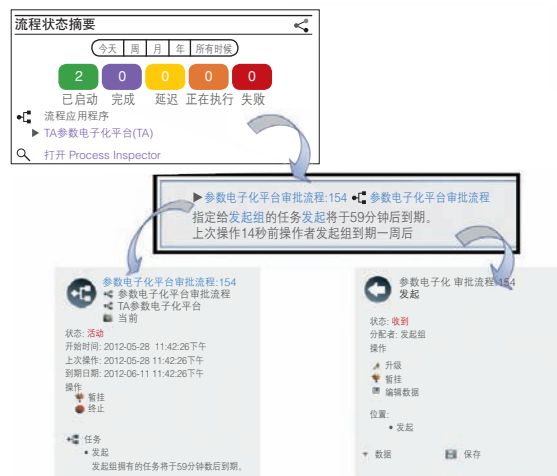 流程状态摘要
今天 周 月 年 所有时候
2 0 0 0 0
已启动 完成 延迟 正在执行 失败
流程应用程序
TA参数电子化平台(TA)
打开 Process Inspector
参数电子化平台审批流程:154 参数电子化平台审批流程
指定给发起组的任务发起将于59分钟后到期。
上次操作14秒前操作者发起组到期一周后
参数电子化平台审批流程:154
参数电子化平台审批流程
TA参数电子化平台
当前
状态: 活动
开始时间: 2012-05-28 11:42:26下午
上次操作: 2012-05-28 11:42:26下午
到期日期: 2012-06-11 11:42:26下午
操作
暂挂
终止
任务
• 发起
发起组拥有的任务将于59分钟数后到期。
参数电子化 审批流程:154
发起
状态: 收到
分配者: 发起组
操作
升级
暂挂
编辑数据
位置:
• 发起
数据 保存